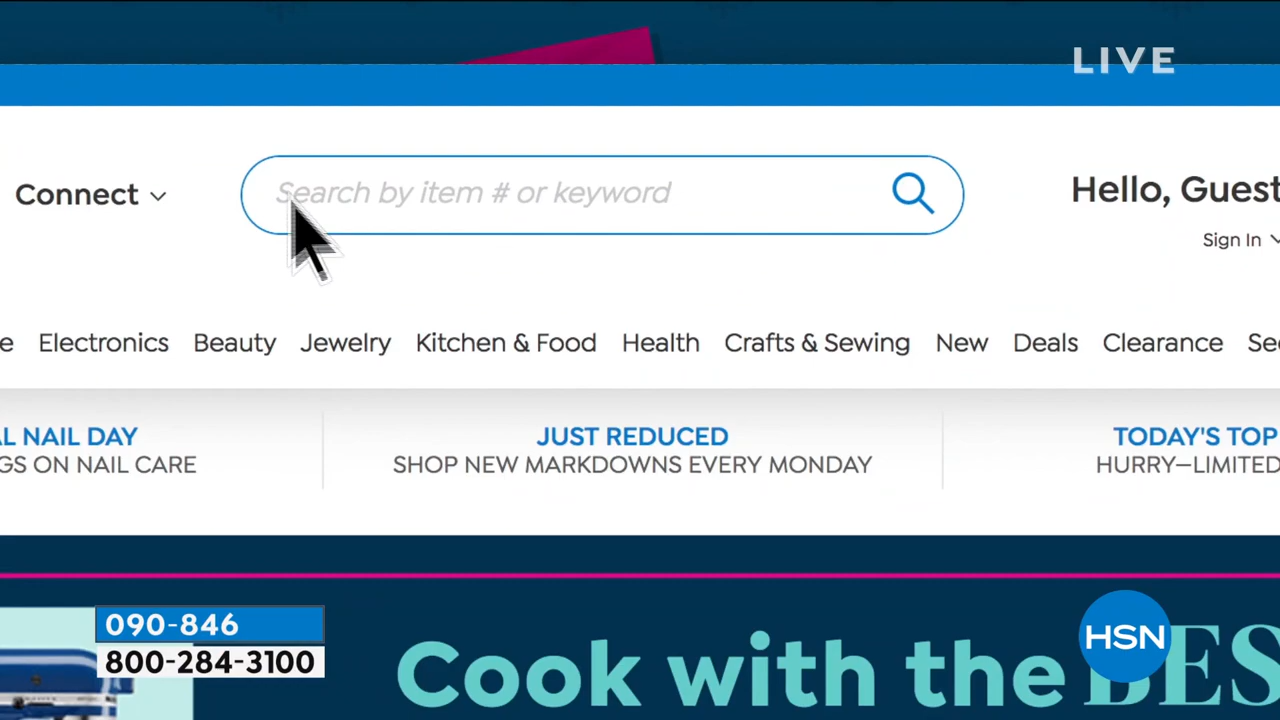 LIVE
Connect
Search by item # or keyword
Hello, Guest
Sign In
Electronics Beauty Jewelry Kitchen & Food Health Crafts & Sewing New Deals Clearance
NAIL DAY
ON NAIL CARE
JUST REDUCED
SHOP NEW MARKDOWNS EVERY MONDAY
TODAY'S TOP
HURRY—LIMITED
090-846
800-284-3100
Cook with the BES
HSN